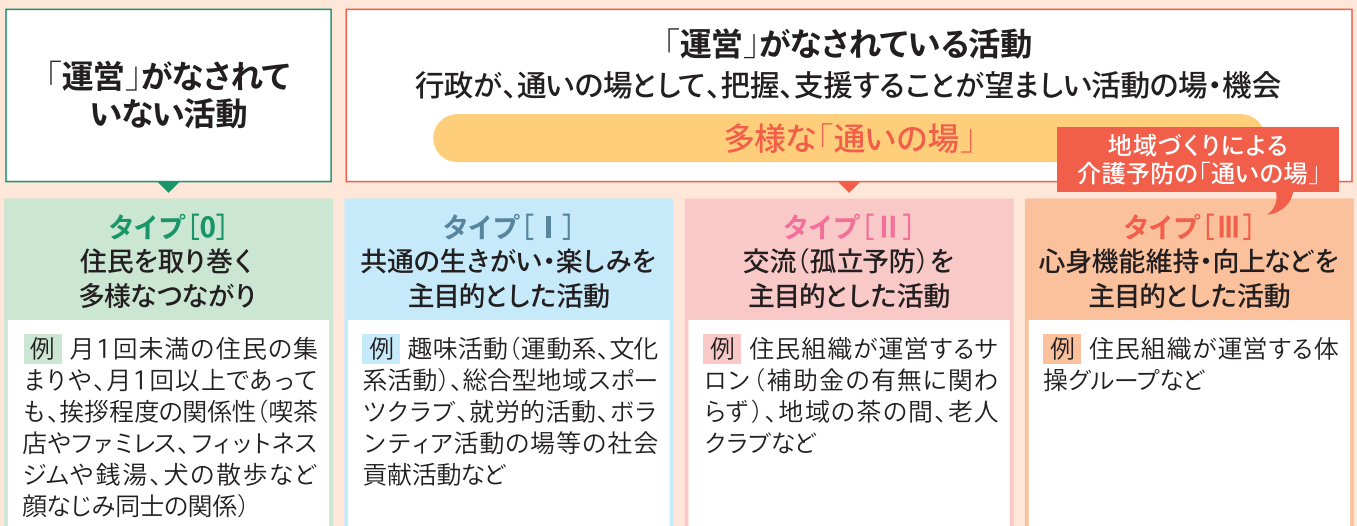 「運営」がなされて
いない活動
「運営」がなされている活動
行政が、通いの場として、把握、支援することが望ましい活動の場・機会
多様な「通いの場」
地域づくりによる
介護予防の「通いの場」
タイプ[0]
住民を取り巻く
多様なつながり
例 月1回未満の住民の集
まりや、月1回以上であって
も、挨拶程度の関係性(喫茶
店やファミレス、フィットネス
ジムや銭湯、犬の散歩など
顔なじみ同士の関係)
タイプ[Ⅰ]
共通の生きがい・楽しみを
主目的とした活動
例 趣味活動(運動系、文化
系活動)、総合型地域スポー
ツクラブ、就労的活動、ボラ
ンティア活動の場等の社会
貢献活動など
タイプ[Ⅱ]
交流(孤立予防)を
主目的とした活動
例 住民組織が運営するサ
ロン(補助金の有無に関わ
らず)、地域の茶の間、老人
クラブなど
タイプ[Ⅲ]
心身機能維持・向上などを
主目的とした活動
例 住民組織が運営する体
操グループなど